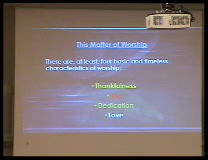 This Matter of Worship
There are, at least, four basic and timeless
characteristics of worship:
- Thankfulness
- Dedication
- Love